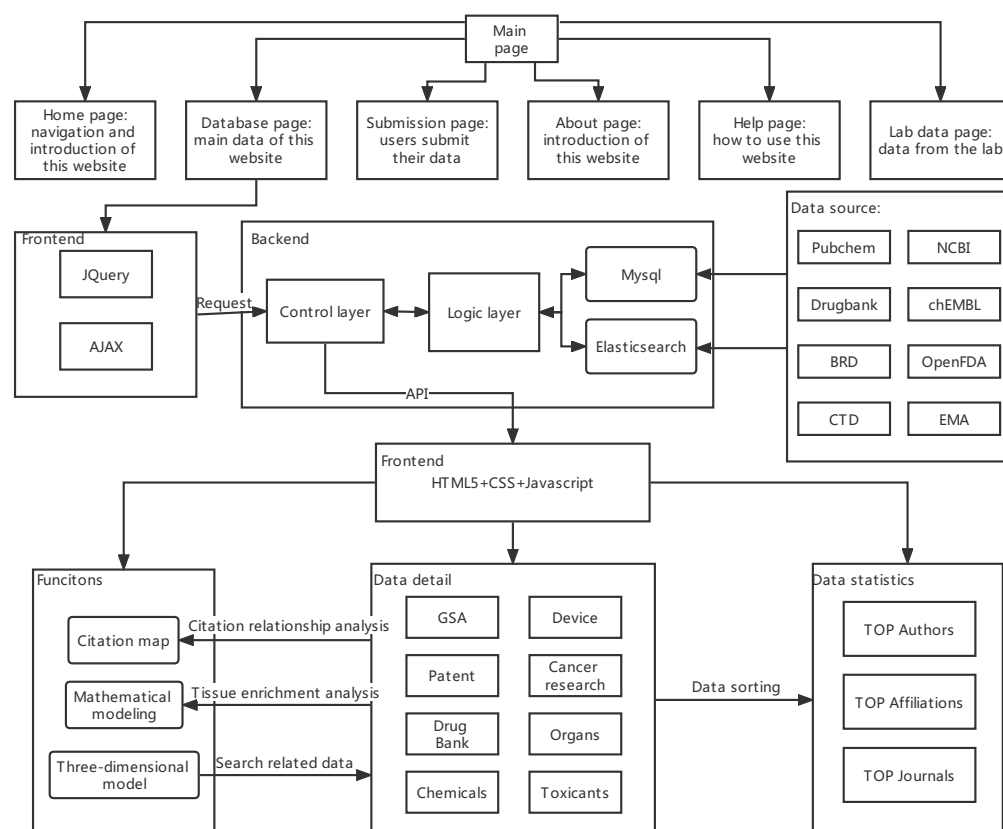 Main
page
Home page:
navigation and
introduction of
this website
Database page:
main data of this
website
Submission page:
users submit
their data
About page:
introduction of
this website
Help page:
how to use this
website
Lab data page:
data from the lab
Frontend
JQuery
AJAX
Request
Backend
Control layer
Logic layer
Mysql
Elasticsearch
API
Data source:
Pubchem
NCBI
Drugbank
chEMBL
BRD
OpenFDA
CTD
EMA
Frontend
HTML5+CSS+Javascript
Funcitons
Citation map
Mathematical
modeling
Three-dimensional
model
Citation relationship analysis
Tissue enrichment analysis
Search related data
Data detail
GSA
Device
Patent
Cancer
research
Drug
Bank
Organs
Chemicals
Toxicants
Data sorting
Data statistics
TOP Authors
TOP Affiliations
TOP Journals